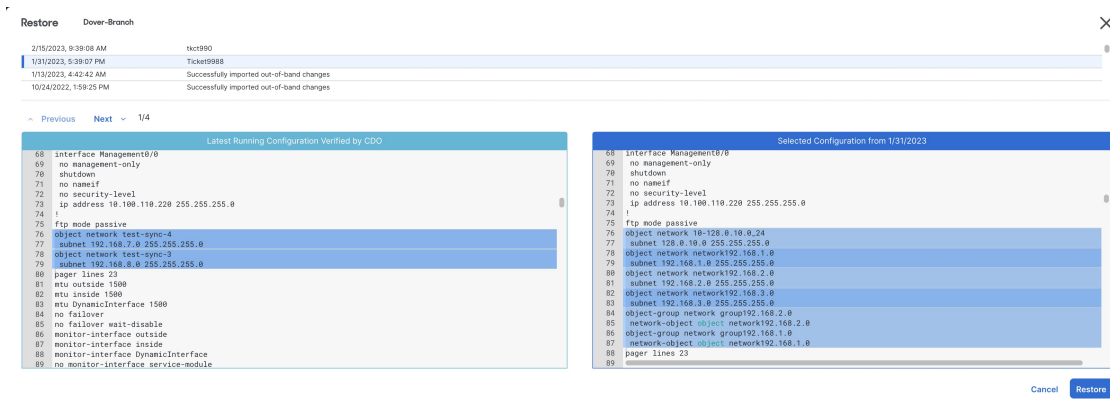 Restore Dover-Branch
2/15/2023, 9:39:08 AM tkct990
1/31/2023, 5:39:07 PM Ticket9988
1/13/2023, 4:42:42 AM Successfully imported out-of-band changes
10/24/2022, 1:59:25 PM Successfully imported out-of-band changes
Previous Next 1/4
Latest Running Configuration Verified by CDO
68 interface Management0/0
69 no management-only
70 shutdown
71 no nameif
72 no security-level
73 ip address 10.100.110.220 255.255.255.0
74 !
75 ftp mode passive
76 object network test-sync-4
77 subnet 192.168.7.0 255.255.255.0
78 object network test-sync-3
79 subnet 192.168.8.0 255.255.255.0
80 pager lines 23
81 mtu outside 1500
82 mtu inside 1500
83 mtu DynamicInterface 1500
84 no failover
85 no failover wait-disable
86 monitor-interface outside
87 monitor-interface inside
88 monitor-interface DynamicInterface
89 no monitor-interface service-module
Selected Configuration from 1/31/2023
68 interface Management0/0
69 no management-only
70 shutdown
71 no nameif
72 no security-level
73 ip address 10.100.110.220 255.255.255.0
74 !
75 ftp mode passive
76 object network 10-128.0.10.0_24
77 subnet 128.0.10.0 255.255.255.0
78 object network network192.168.1.0
79 subnet 192.168.1.0 255.255.255.0
80 object network network192.168.2.0
81 subnet 192.168.2.0 255.255.255.0
82 object network network192.168.3.0
83 subnet 192.168.3.0 255.255.255.0
84 object-group network group192.168.2.0
85 network-object object network192.168.2.0
86 object-group network group192.168.1.0
87 network-object object network192.168.1.0
88 pager lines 23
89
Cancel Restore